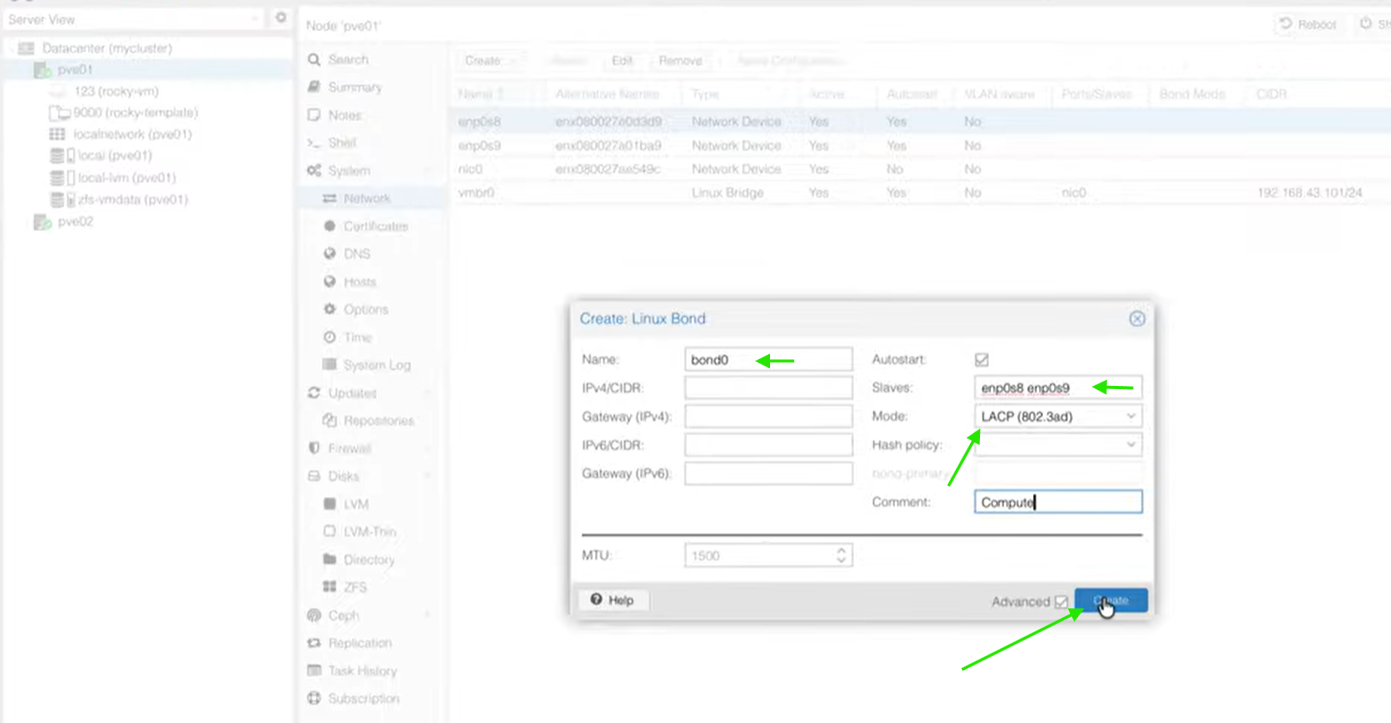 Server View
Datacenter (mycluster)
pve01
123 (rocky-vm)
9000 (rocky-template)
localnetwork (pve01)
local (pve01)
local-lvm (pve01)
zfs-vmdata (pve01)
pve02
Node 'pve01'
Reboot
Search
Summary
Notes
Shell
System
Network
Certificates
DNS
Hosts
Options
Time
System Log
Updates
Repositories
Firewall
Disks
LVM
LVM-Thin
Directory
ZFS
Ceph
Replication
Task History
Subscription
Create Edit Remove
Name Alternative Names Type Active Autostart VLAN aware Ports/Slaves Bond Mode CIDR
enp0s8 enx080027a0d3d9 Network Device Yes Yes No
enp0s9 enx080027a01ba9 Network Device Yes Yes No
nic0 enx080027ae549c Network Device Yes No No
vmbr0 Linux Bridge Yes Yes No nic0 192.168.43.101/24
Create: Linux Bond
Name: bond0 Autostart:
IPv4/CIDR: Slaves: enp0s8 enp0s9
Gateway (IPv4): Mode: LACP (802.3ad)
IPv6/CIDR: Hash policy:
Gateway (IPv6): bond-primary
Comment: Compute
MTU: 1500
Help Advanced Create